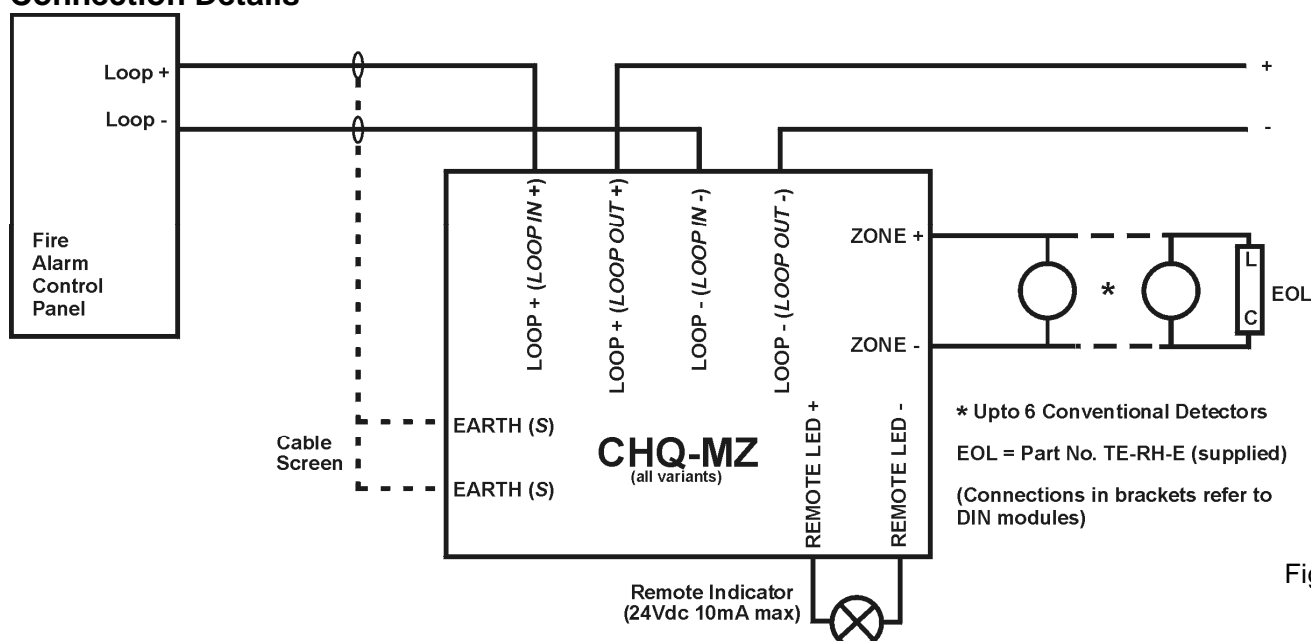 Connection Details
Loop +
Loop -
+
-
Fire
Alarm
Control
Panel
LOOP + (LOOP IN +)
LOOP + (LOOP OUT +)
LOOP - (LOOP IN -)
LOOP - (LOOP OUT -)
ZONE +
ZONE -
*
L
C
EOL
Cable
Screen
EARTH (S)
EARTH (S)
CHQ-MZ
(all variants)
REMOTE LED +
REMOTE LED -
* Upto 6 Conventional Detectors
EOL = Part No. TE-RH-E (supplied)
(Connections in brackets refer to
DIN modules)
Remote Indicator
(24Vdc 10mA max)
Fig